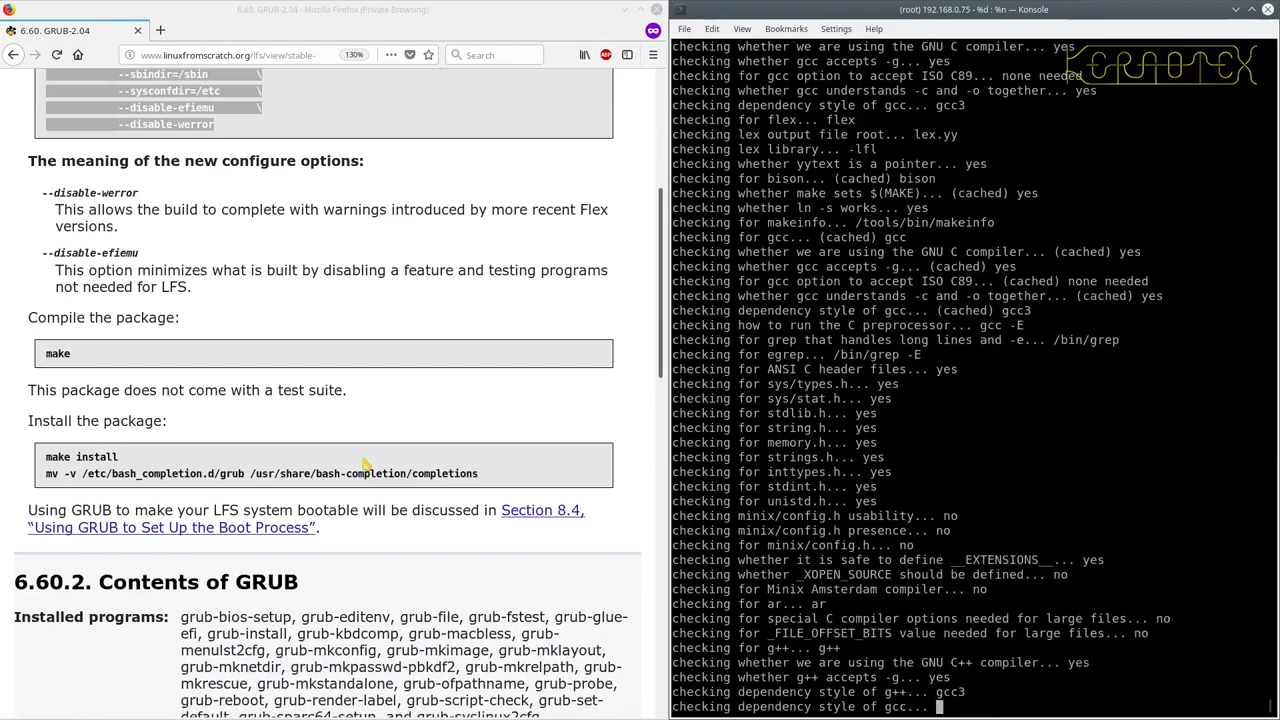 6.60. GRUB-2.04 - Mozilla Firefox (Private Browsing)
6.60. GRUB-2.04
www.linuxfromscratch.org/lfs/view/stable-
130%
Search
--sbindir=/sbin \
--sysconfdir=/etc \
--disable-efiemu \
--disable-werror
The meaning of the new configure options:
--disable-werror
This allows the build to complete with warnings introduced by more recent Flex
versions.
--disable-efiemu
This option minimizes what is built by disabling a feature and testing programs
not needed for LFS.
Compile the package:
make
This package does not come with a test suite.
Install the package:
make install
mv -v /etc/bash_completion.d/grub /usr/share/bash-completion/completions
Using GRUB to make your LFS system bootable will be discussed in Section 8.4,
“Using GRUB to Set Up the Boot Process”.
6.60.2. Contents of GRUB
Installed programs: grub-bios-setup, grub-editenv, grub-file, grub-fstest, grub-glue-
efi, grub-install, grub-kbdcomp, grub-macbless, grub-
menulst2cfg, grub-mkconfig, grub-mkimage, grub-mklayout, grub-
mknetdir, grub-mkpasswd-pbkdf2, grub-mkrelpath, grub-
mkrescue, grub-mkstandalone, grub-ofpathname, grub-probe,
grub-reboot, grub-render-label, grub-script-check, grub-set-
default, grub-sparc64-setup, and grub-syslinux2cfg
(root) 192.168.0.75 - %d : %n — Konsole
File Edit View Bookmarks Settings Help
checking whether we are using the GNU C compiler... yes
checking whether gcc accepts -g... yes
checking for gcc option to accept ISO C89... none needed
checking whether gcc understands -c and -o together... yes
checking dependency style of gcc... gcc3
checking for flex... flex
checking lex output file root... lex.yy
checking lex library... -lfl
checking whether yytext is a pointer... yes
checking for bison... (cached) bison
checking whether make sets $(MAKE)... (cached) yes
checking whether ln -s works... yes
checking for makeinfo... /tools/bin/makeinfo
checking for gcc... (cached) gcc
checking whether we are using the GNU C compiler... (cached) yes
checking whether gcc accepts -g... (cached) yes
checking for gcc option to accept ISO C89... (cached) none needed
checking whether gcc understands -c and -o together... (cached) yes
checking dependency style of gcc... (cached) gcc3
checking how to run the C preprocessor... gcc -E
checking for grep that handles long lines and -e... /bin/grep
checking for egrep... /bin/grep -E
checking for ANSI C header files... yes
checking for sys/types.h... yes
checking for sys/stat.h... yes
checking for stdlib.h... yes
checking for string.h... yes
checking for memory.h... yes
checking for strings.h... yes
checking for inttypes.h... yes
checking for stdint.h... yes
checking for unistd.h... yes
checking minix/config.h usability... no
checking minix/config.h presence... no
checking for minix/config.h... no
checking whether it is safe to define __EXTENSIONS__... yes
checking whether _XOPEN_SOURCE should be defined... no
checking for Minix Amsterdam compiler... no
checking for ar... ar
checking for special C compiler options needed for large files... no
checking for _FILE_OFFSET_BITS value needed for large files... no
checking for g++... g++
checking whether we are using the GNU C++ compiler... yes
checking whether g++ accepts -g... yes
checking dependency style of g++... gcc3
checking dependency style of gcc...